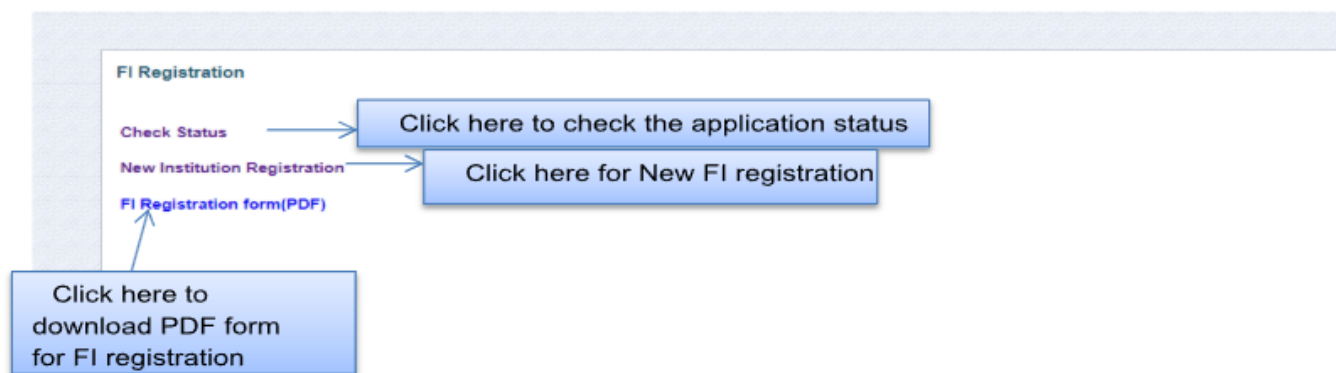 FI Registration
Check Status
Click here to check the application status
New Institution Registration
Click here for New FI registration
FI Registration form(PDF)
Click here to
download PDF form
for FI registration